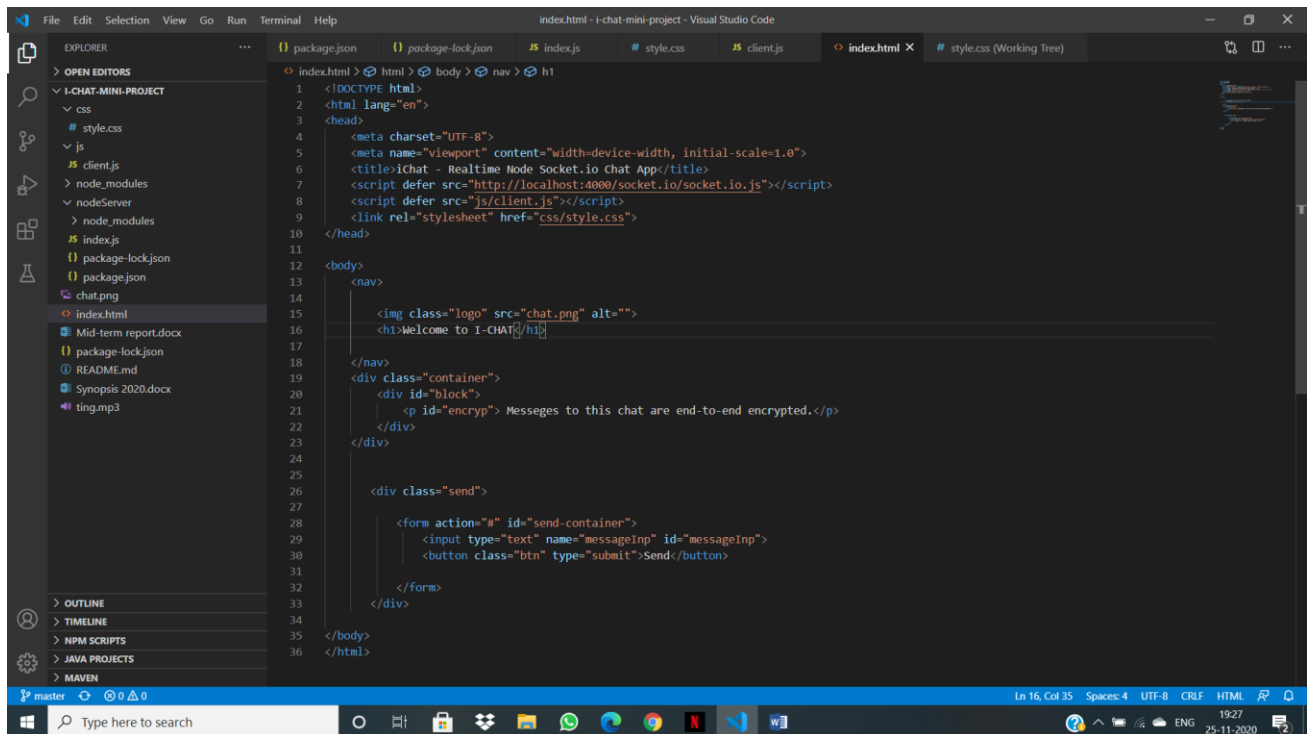 File Edit Selection View Go Run Terminal Help
index.html - i-chat-mini-project - Visual Studio Code
EXPLORER
package.json
package-lock.json
JS index.js
# style.css
JS client.js
index.html
# style.css (Working Tree)
OPEN EDITORS
I-CHAT-MINI-PROJECT
css
# style.css
js
JS client.js
node_modules
nodeServer
node_modules
JS index.js
{} package-lock.json
{} package.json
chat.png
index.html
Mid-term report.docx
{} package-lock.json
README.md
Synopsis 2020.docx
ting.mp3
OUTLINE
TIMELINE
NPM SCRIPTS
JAVA PROJECTS
MAVEN
index.html > html > body > nav > h1
1 <!DOCTYPE html>
2 <html lang="en">
3 <head>
4 <meta charset="UTF-8">
5 <meta name="viewport" content="width=device-width, initial-scale=1.0">
6 <title>iChat - Realtime Node Socket.io Chat App</title>
7 <script defer src="http://localhost:4000/socket.io/socket.io.js"></script>
8 <script defer src="js/client.js"></script>
9 <link rel="stylesheet" href="css/style.css">
10 </head>
11
12 <body>
13 <nav>
14
15 <img class="logo" src="chat.png" alt="">
16 <h1>Welcome to I-CHAT</h1>
17
18 </nav>
19 <div class="container">
20 <div id="block">
21 <p id="encryp"> Messeges to this chat are end-to-end encrypted.</p>
22 </div>
23 </div>
24
25
26 <div class="send">
27
28 <form action="#" id="send-container">
29 <input type="text" name="messageInp" id="messageInp">
30 <button class="btn" type="submit">Send</button>
31
32 </form>
33 </div>
34
35 </body>
36 </html>
master 0 0
Ln 16, Col 35 Spaces: 4 UTF-8 CRLF HTML
Type here to search
ENG
19:27
25-11-2020
2